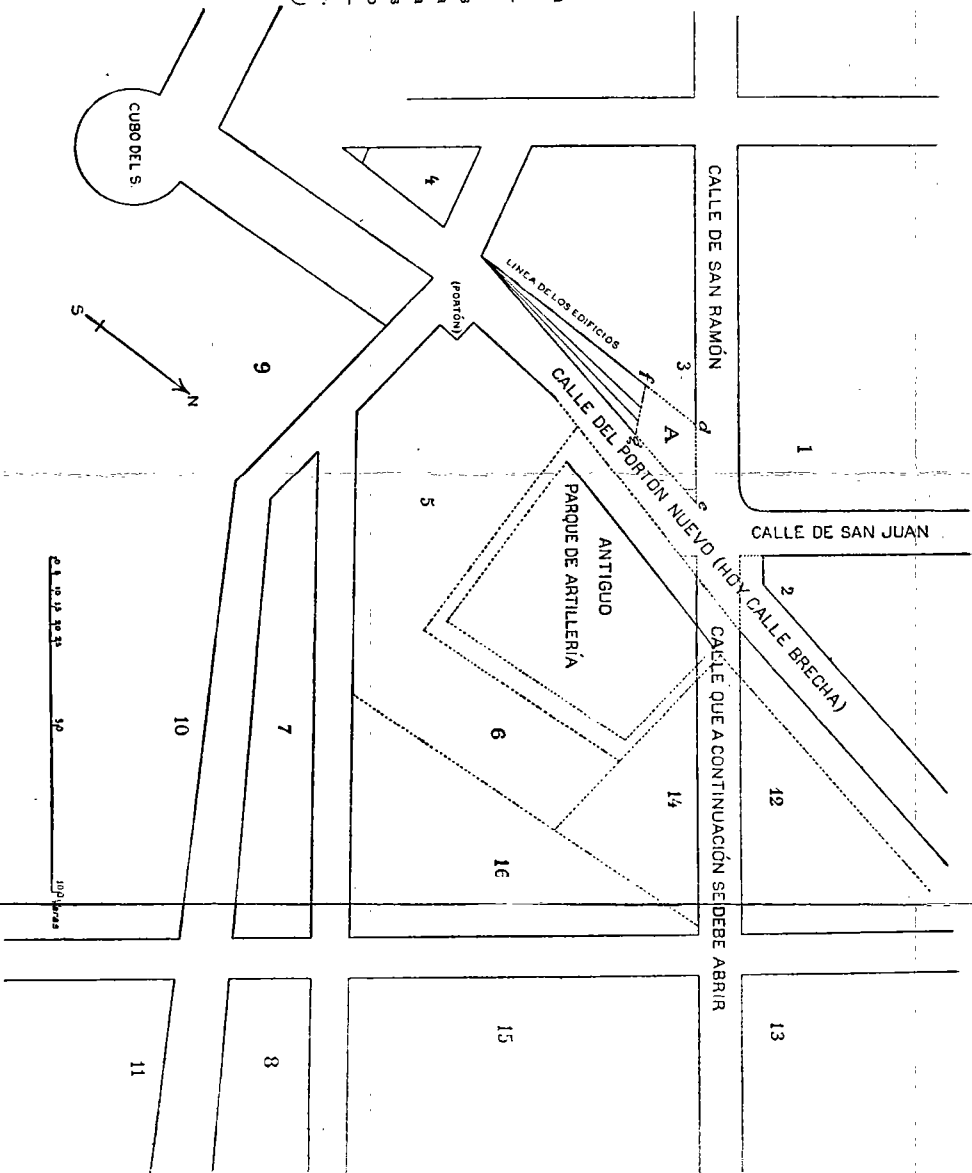 CUBO DEL S.
4
CALLE DE SAN RAMÓN
LINEA DE LOS EDIFICIOS
(PORTÓN)
S
N
9
3
f
d
A
g
e
1
CALLE DEL PORTÓN NUEVO (HOY CALLE BRECHA)
CALLE DE SAN JUAN
5
ANTIGUO
PARQUE DE ARTILLERÍA
2
CALLE QUE A CONTINUACIÓN SE DEBE ABRIR
10
7
6
14
12
16
50
100 Varas
11
8
15
13